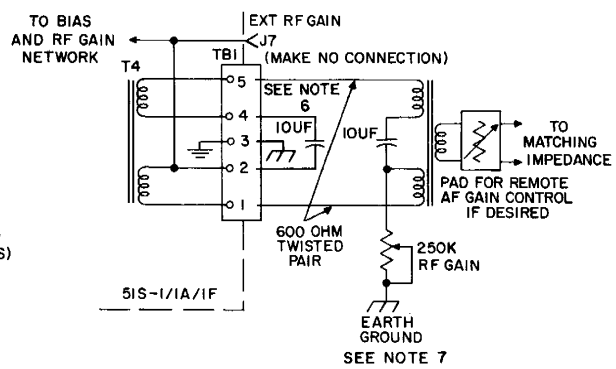 TO BIAS
AND RF GAIN
NETWORK
EXT RF GAIN
J7
(MAKE NO CONNECTION)
T4
TB1
5
4
3
2
1
SEE NOTE
6
10UF
10UF
TO
MATCHING
IMPEDANCE
PAD FOR REMOTE
AF GAIN CONTROL
IF DESIRED
600 OHM
TWISTED
PAIR
250K
RF GAIN
S)
51S-1/1A/1F
EARTH
GROUND
SEE NOTE 7